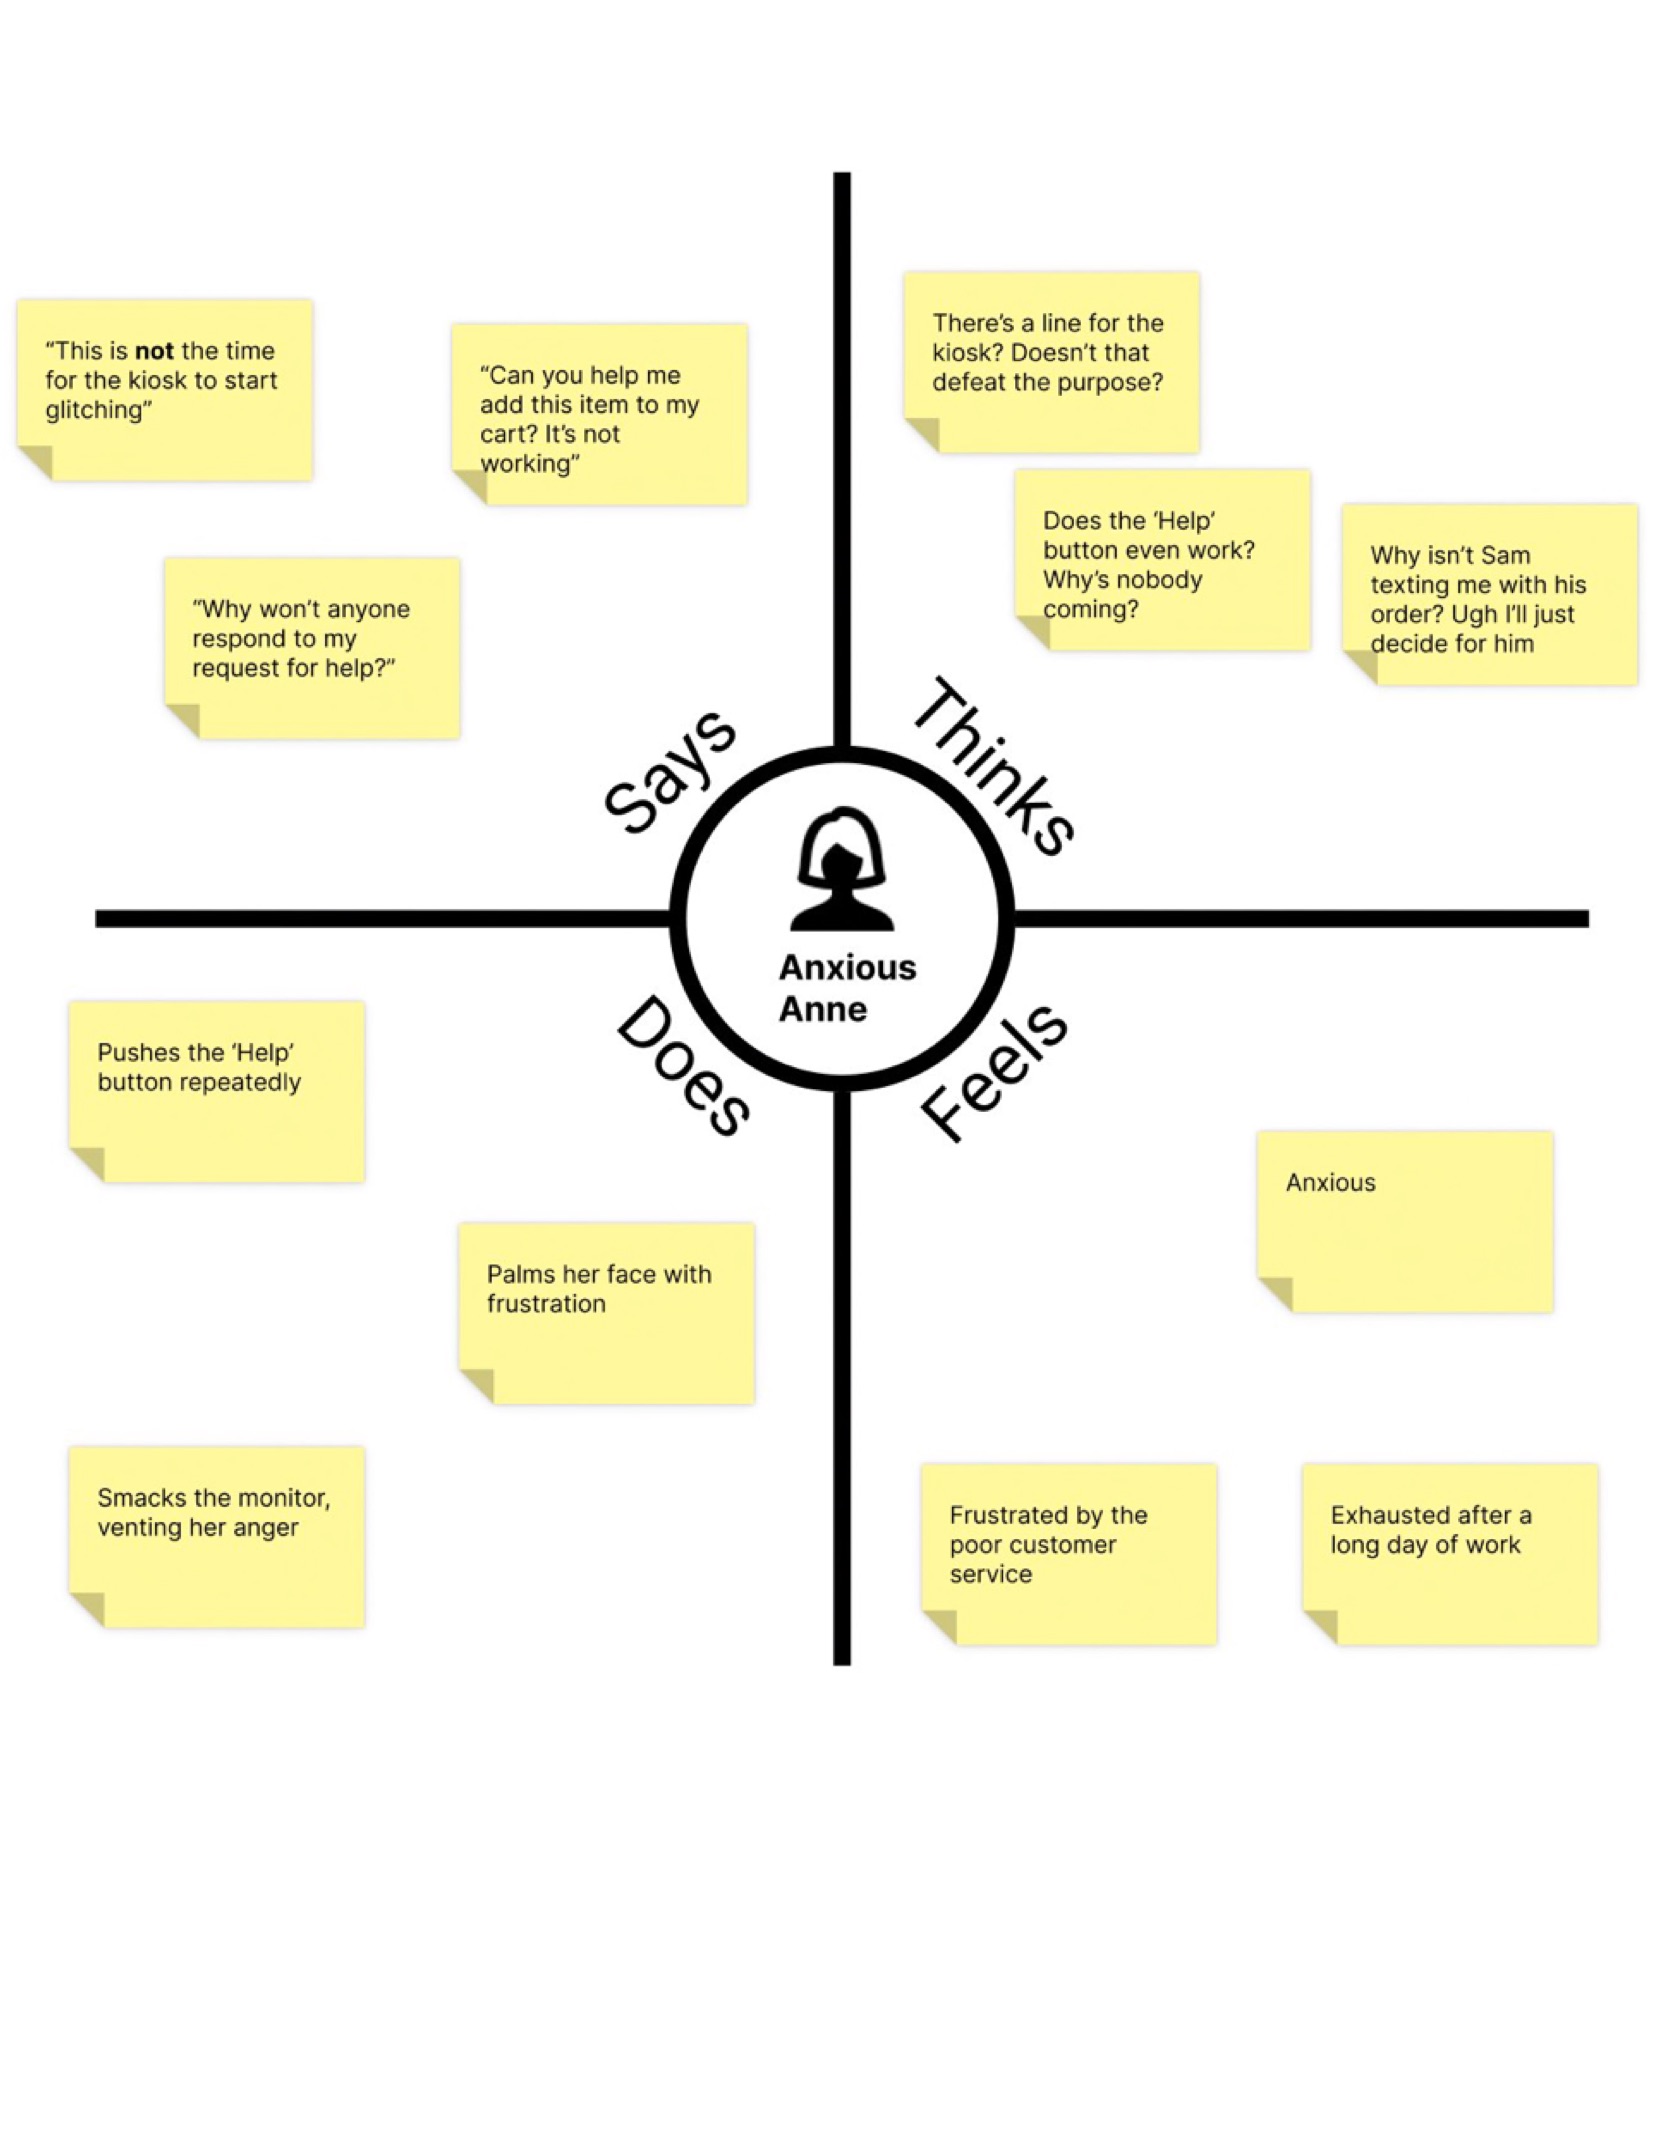 “This is not the time
for the kiosk to start
glitching”
“Can you help me
add this item to my
cart? It’s not
working”
“Why won’t anyone
respond to my
request for help?”
There’s a line for the
kiosk? Doesn’t that
defeat the purpose?
Does the ‘Help’
button even work?
Why’s nobody
coming?
Why isn’t Sam
texting me with his
order? Ugh I’ll just
decide for him
Says
Thinks
Anxious
Anne
Does
Feels
Pushes the ‘Help’
button repeatedly
Palms her face with
frustration
Smacks the monitor,
venting her anger
Anxious
Frustrated by the
poor customer
service
Exhausted after a
long day of work